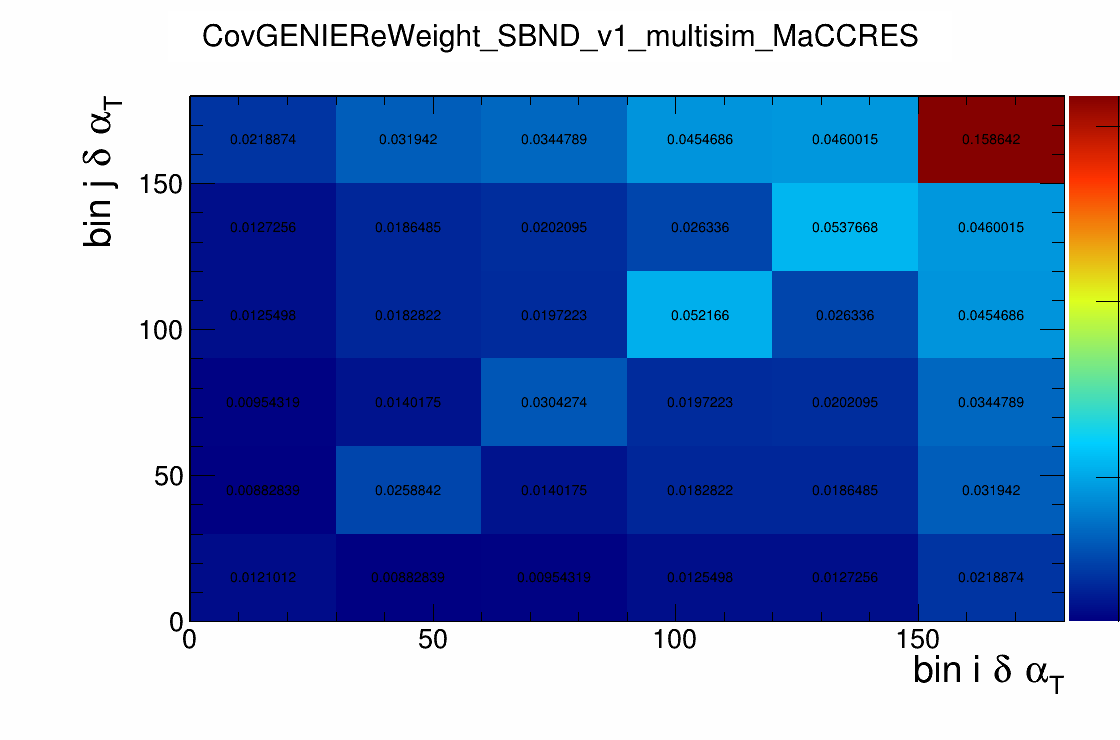 CovGENIEReWeight_SBND_v1_multisim_MaCCRES
bin j δ αT
0.0218874 0.031942 0.0344789 0.0454686 0.0460015 0.158642
150
0.0127256 0.0186485 0.0202095 0.026336 0.0537668 0.0460015
100
0.0125498 0.0182822 0.0197223 0.052166 0.026336 0.0454686
0.00954319 0.0140175 0.0304274 0.0197223 0.0202095 0.0344789
50
0.00882839 0.0258842 0.0140175 0.0182822 0.0186485 0.031942
0.0121012 0.00882839 0.00954319 0.0125498 0.0127256 0.0218874
0
0 50 100 150
bin i δ αT